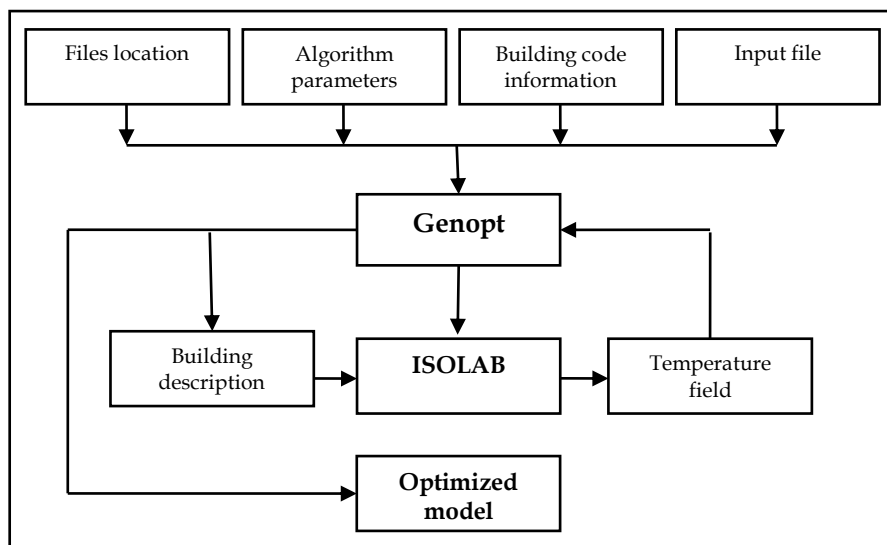 Files location
Algorithm
parameters
Building code
information
Input file
Genopt
Building
description
ISOLAB
Temperature
field
Optimized
model